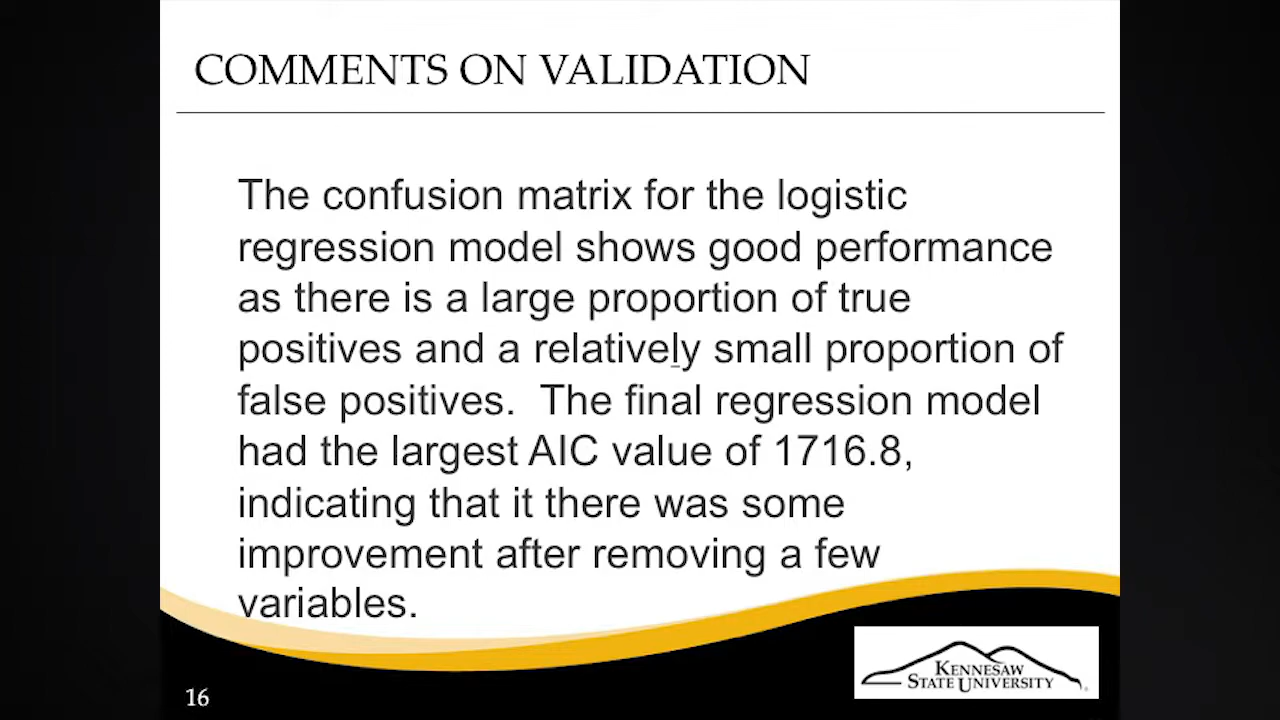 COMMENTS ON VALIDATION
The confusion matrix for the logistic
regression model shows good performance
as there is a large proportion of true
positives and a relatively small proportion of
false positives.  The final regression model
had the largest AIC value of 1716.8,
indicating that it there was some
improvement after removing a few
variables.
KENNESAW
STATE UNIVERSITY
16